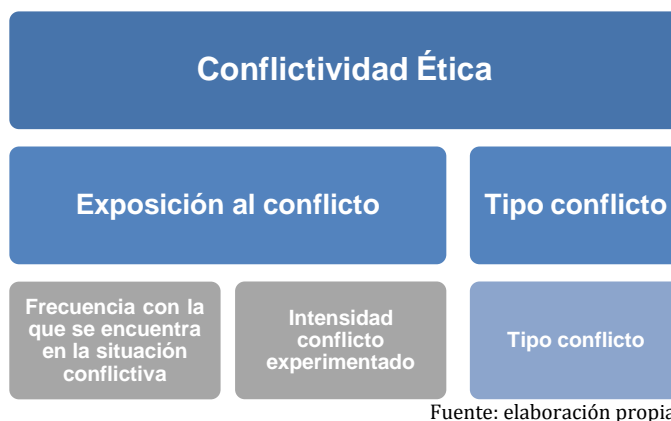 Conflictividad Ética
Exposición al conflicto
Tipo conflicto
Frecuencia con la
que se encuentra
en la situación
conflictiva
Intensidad
conflicto
experimentado
Tipo conflicto
Fuente: elaboración propia